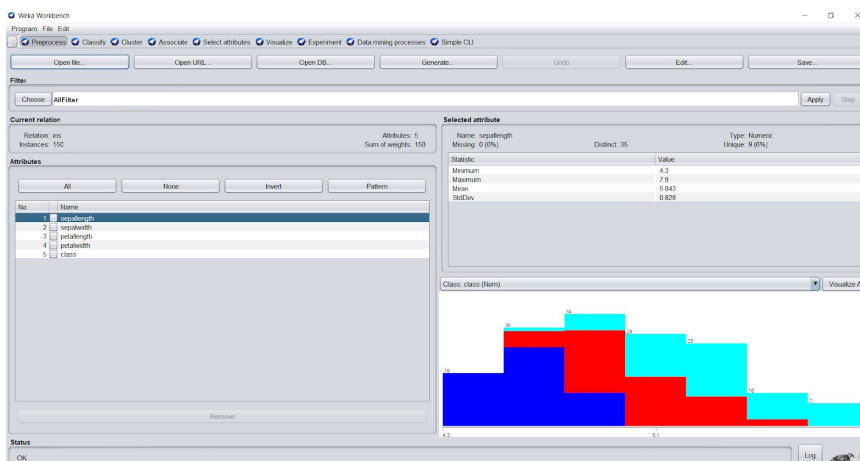 Weka Workbench
Program File Edit
Preprocess Classify Cluster Associate Select attributes Visualize Experiment Data mining processes Simple CLI
Open file... Open URL... Open DB... Generate... Undo Edit... Save...
Filter
Choose AllFilter Apply Stop
Current relation
Relation: iris Attributes: 5
Instances: 150 Sum of weights: 150
Attributes
All None Invert Pattern
No. Name
1 sepallength
2 sepalwidth
3 petallength
4 petalwidth
5 class
Remove
Selected attribute
Name: sepallength Type: Numeric
Missing: 0 (0%) Distinct: 35 Unique: 9 (6%)
Statistic Value
Minimum 4.3
Maximum 7.9
Mean 5.843
StdDev 0.828
Class: class (Nom) Visualize A
16 30 34 28 25 10 7
4.3 6.1
Status
OK
Log